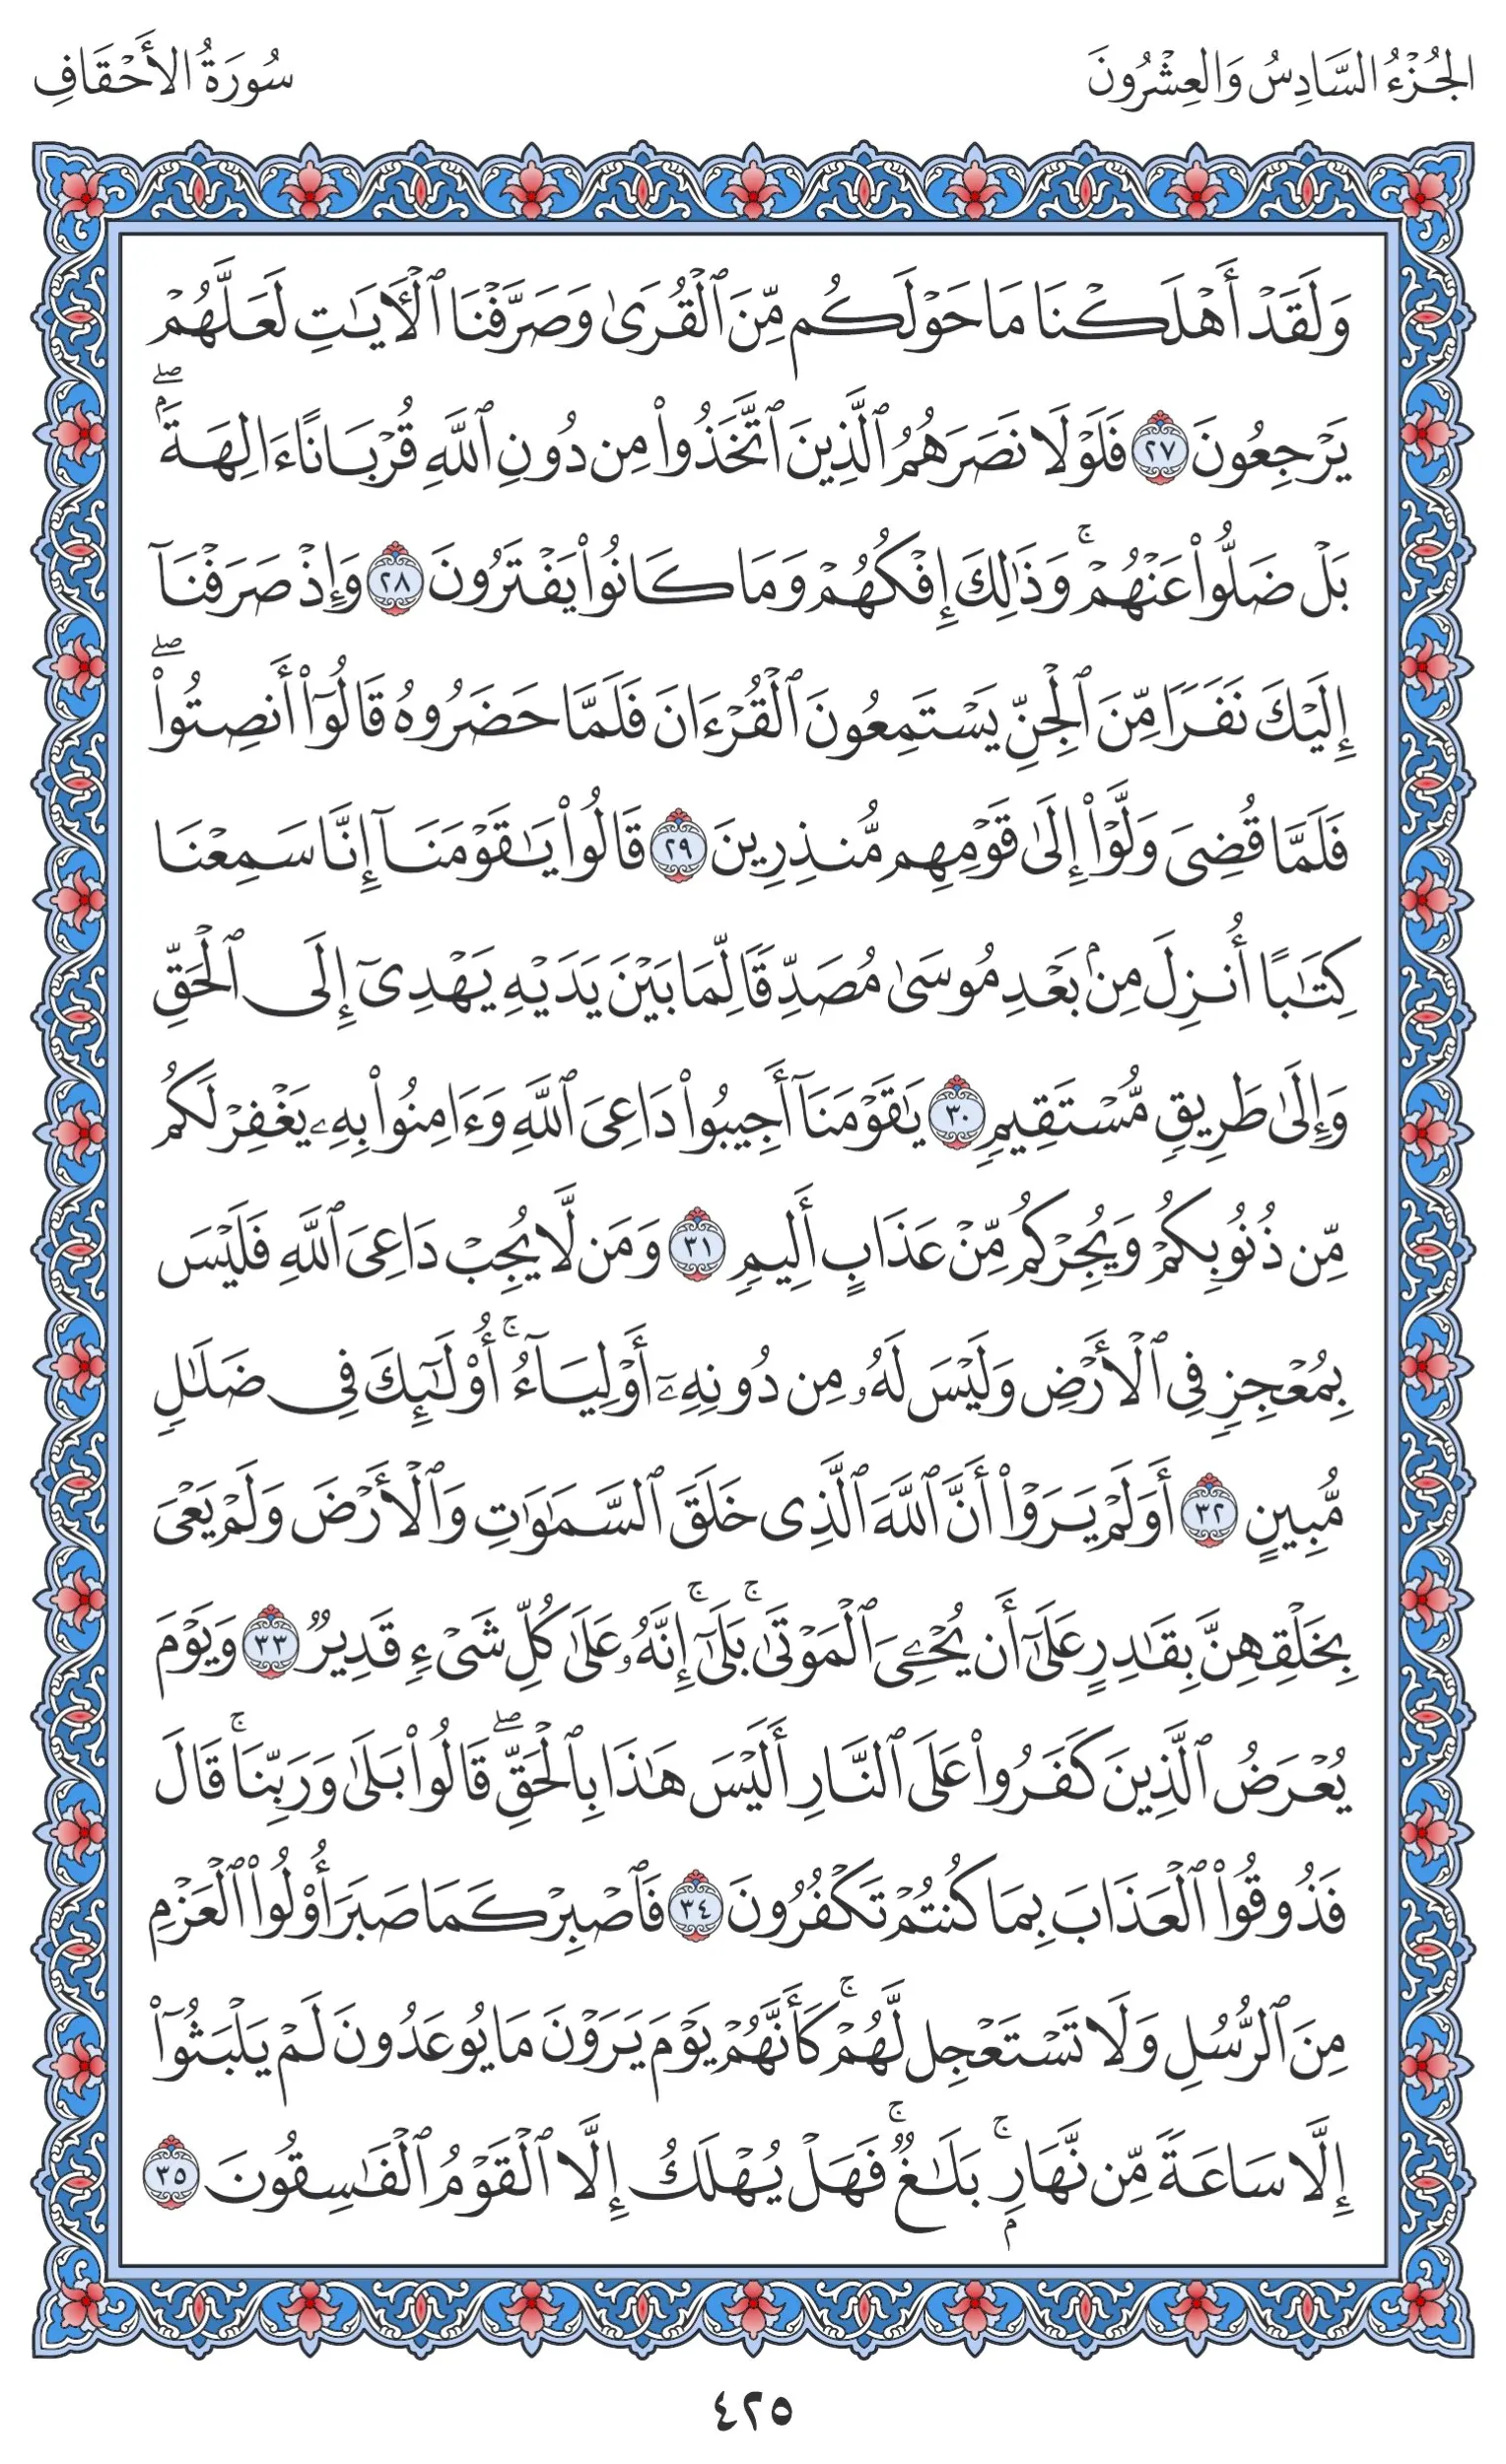 الجُزْءُ السَّادِسُ وَالعِشْرُونَ
سُورَةُ الأَحْقَافِ
وَلَقَدْ أَهْلَكْنَا مَا حَوْلَكُم مِّنَ ٱلْقُرَىٰ وَصَرَّفْنَا ٱلْأٓيَٰتِ لَعَلَّهُمْ
يَرْجِعُونَ ٢٧ فَلَوْلَا نَصَرَهُمُ ٱلَّذِينَ ٱتَّخَذُوا۟ مِن دُونِ ٱللَّهِ قُرْبَانًا ءَالِهَةَۢ ۖ
بَلْ ضَلُّوا۟ عَنْهُمْ ۚ وَذَٰلِكَ إِفْكُهُمْ وَمَا كَانُوا۟ يَفْتَرُونَ ٢٨ وَإِذْ صَرَفْنَآ
إِلَيْكَ نَفَرًا مِّنَ ٱلْجِنِّ يَسْتَمِعُونَ ٱلْقُرْءَانَ فَلَمَّا حَضَرُوهُ قَالُوٓا۟ أَنصِتُوا۟ ۖ
فَلَمَّا قُضِىَ وَلَّوْا۟ إِلَىٰ قَوْمِهِم مُّنذِرِينَ ٢٩ قَالُوا۟ يَٰقَوْمَنَآ إِنَّا سَمِعْنَا
كِتَٰبًا أُنزِلَ مِنۢ بَعْدِ مُوسَىٰ مُصَدِّقًا لِّمَا بَيْنَ يَدَيْهِ يَهْدِىٓ إِلَى ٱلْحَقِّ
وَإِلَىٰ طَرِيقٍ مُّسْتَقِيمٍ ٣٠ يَٰقَوْمَنَآ أَجِيبُوا۟ دَاعِىَ ٱللَّهِ وَءَامِنُوا۟ بِهِۦ يَغْفِرْ لَكُم
مِّن ذُنُوبِكُمْ وَيُجِرْكُم مِّنْ عَذَابٍ أَلِيمٍ ٣١ وَمَن لَّا يُجِبْ دَاعِىَ ٱللَّهِ فَلَيْسَ
بِمُعْجِزٍ فِى ٱلْأَرْضِ وَلَيْسَ لَهُۥ مِن دُونِهِۦٓ أَوْلِيَآءُ ۚ أُو۟لَٰٓئِكَ فِى ضَلَٰلٍ
مُّبِينٍ ٣٢ أَوَلَمْ يَرَوْا۟ أَنَّ ٱللَّهَ ٱلَّذِى خَلَقَ ٱلسَّمَٰوَٰتِ وَٱلْأَرْضَ وَلَمْ يَعْىَ
بِخَلْقِهِنَّ بِقَٰدِرٍ عَلَىٰٓ أَن يُحْـِۧىَ ٱلْمَوْتَىٰ ۚ بَلَىٰٓ ۚ إِنَّهُۥ عَلَىٰ كُلِّ شَىْءٍ قَدِيرٌ ٣٣ وَيَوْمَ
يُعْرَضُ ٱلَّذِينَ كَفَرُوا۟ عَلَى ٱلنَّارِ أَلَيْسَ هَٰذَا بِٱلْحَقِّ ۖ قَالُوا۟ بَلَىٰ وَرَبِّنَا ۚ قَالَ
فَذُوقُوا۟ ٱلْعَذَابَ بِمَا كُنتُمْ تَكْفُرُونَ ٣٤ فَٱصْبِرْ كَمَا صَبَرَ أُو۟لُوا۟ ٱلْعَزْمِ
مِنَ ٱلرُّسُلِ وَلَا تَسْتَعْجِل لَّهُمْ ۚ كَأَنَّهُمْ يَوْمَ يَرَوْنَ مَا يُوعَدُونَ لَمْ يَلْبَثُوٓا۟
إِلَّا سَاعَةً مِّن نَّهَارٍۭ ۚ بَلَٰغٌ ۚ فَهَلْ يُهْلَكُ إِلَّا ٱلْقَوْمُ ٱلْفَٰسِقُونَ ٣٥
٤٢٥